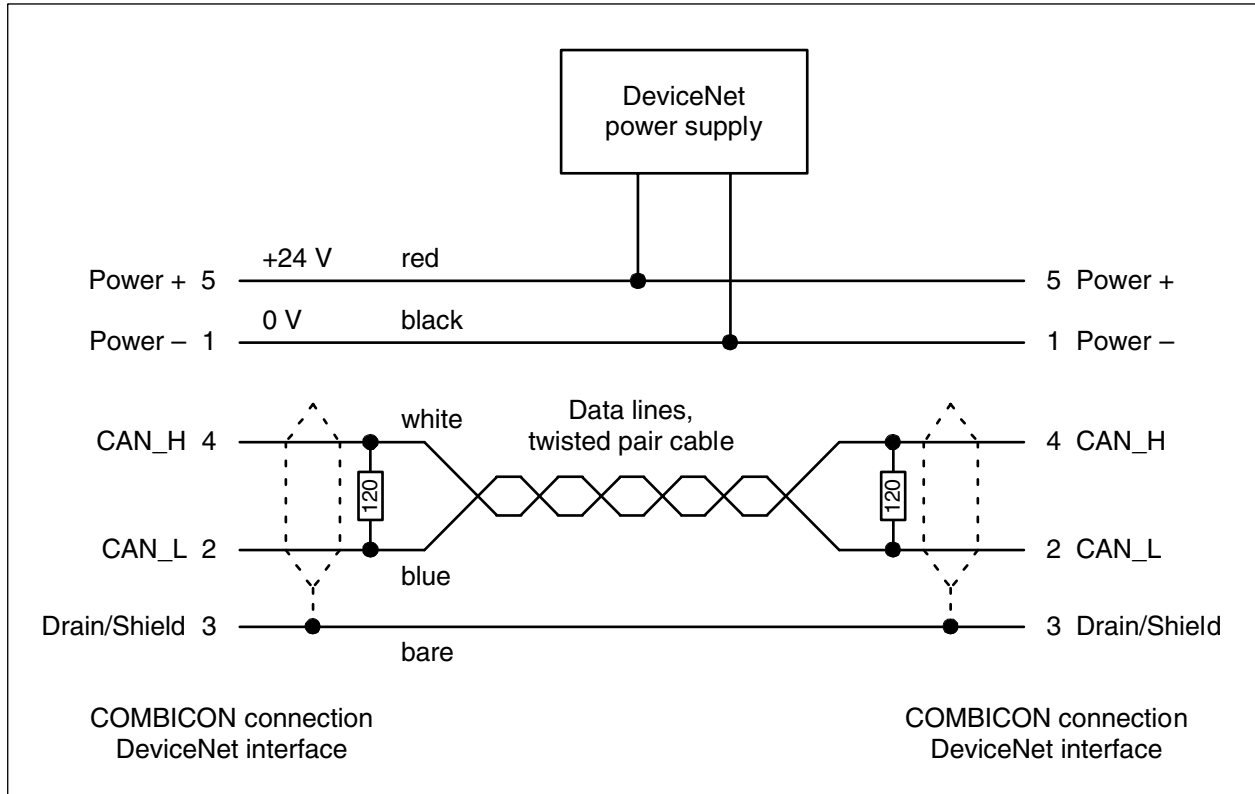 DeviceNet
power supply
+24 V red
Power + 5
5 Power +
0 V black
Power – 1
1 Power –
white
Data lines,
twisted pair cable
CAN_H 4
4 CAN_H
120
120
CAN_L 2
2 CAN_L
blue
Drain/Shield 3
3 Drain/Shield
bare
COMBICON connection
DeviceNet interface
COMBICON connection
DeviceNet interface